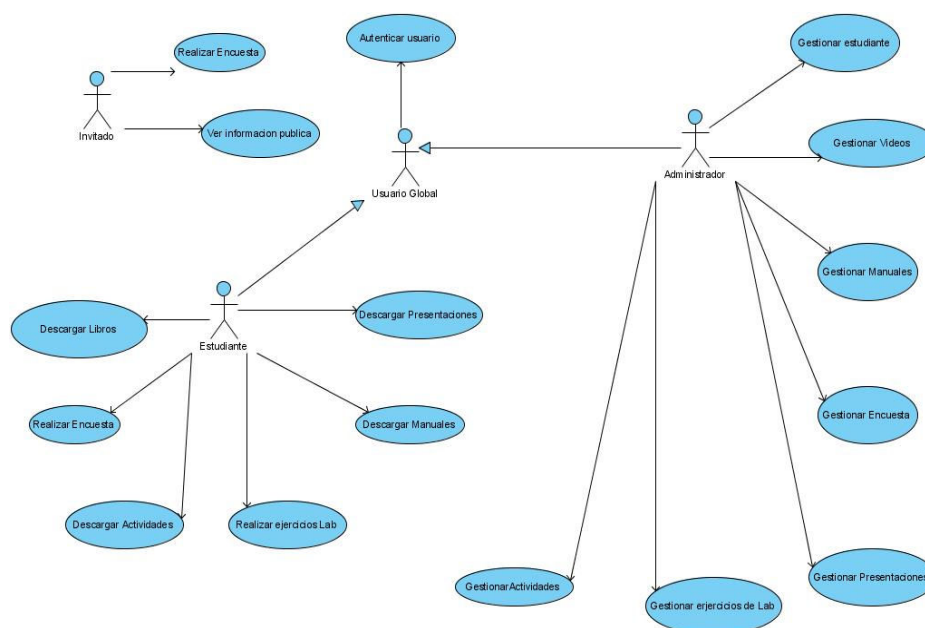 Autenticar usuario
Gestionar estudiante
Realizar Encuesta
Invitado
Ver informacion publica
Usuario Global
Administrador
Gestionar Videos
Gestionar Manuales
Descargar Libros
Estudiante
Descargar Presentaciones
Realizar Encuesta
Descargar Manuales
Gestionar Encuesta
Descargar Actividades
Realizar ejercicios Lab
GestionarActividades
Gestionar erjercicios de Lab
Gestionar Presentaciones